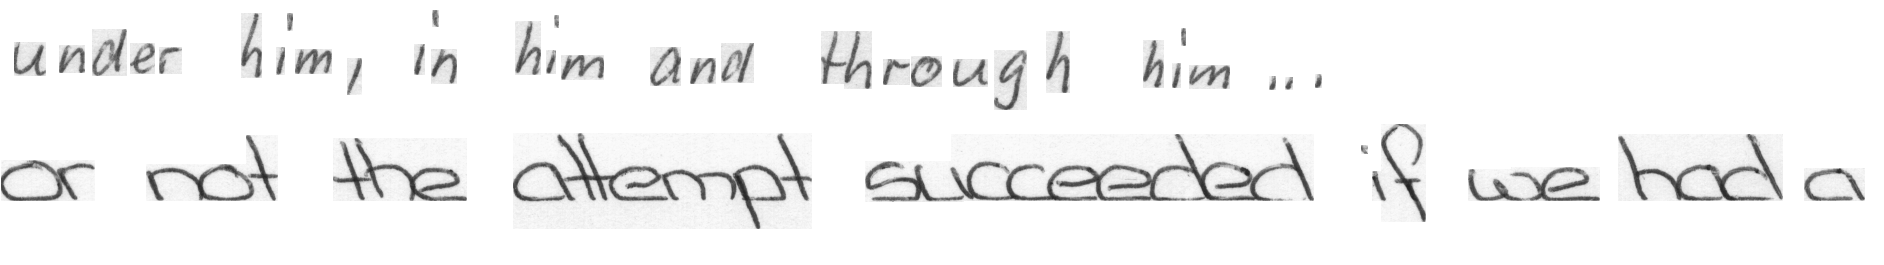 under him, in him and through him...
or not the attempt succeeded if we had a